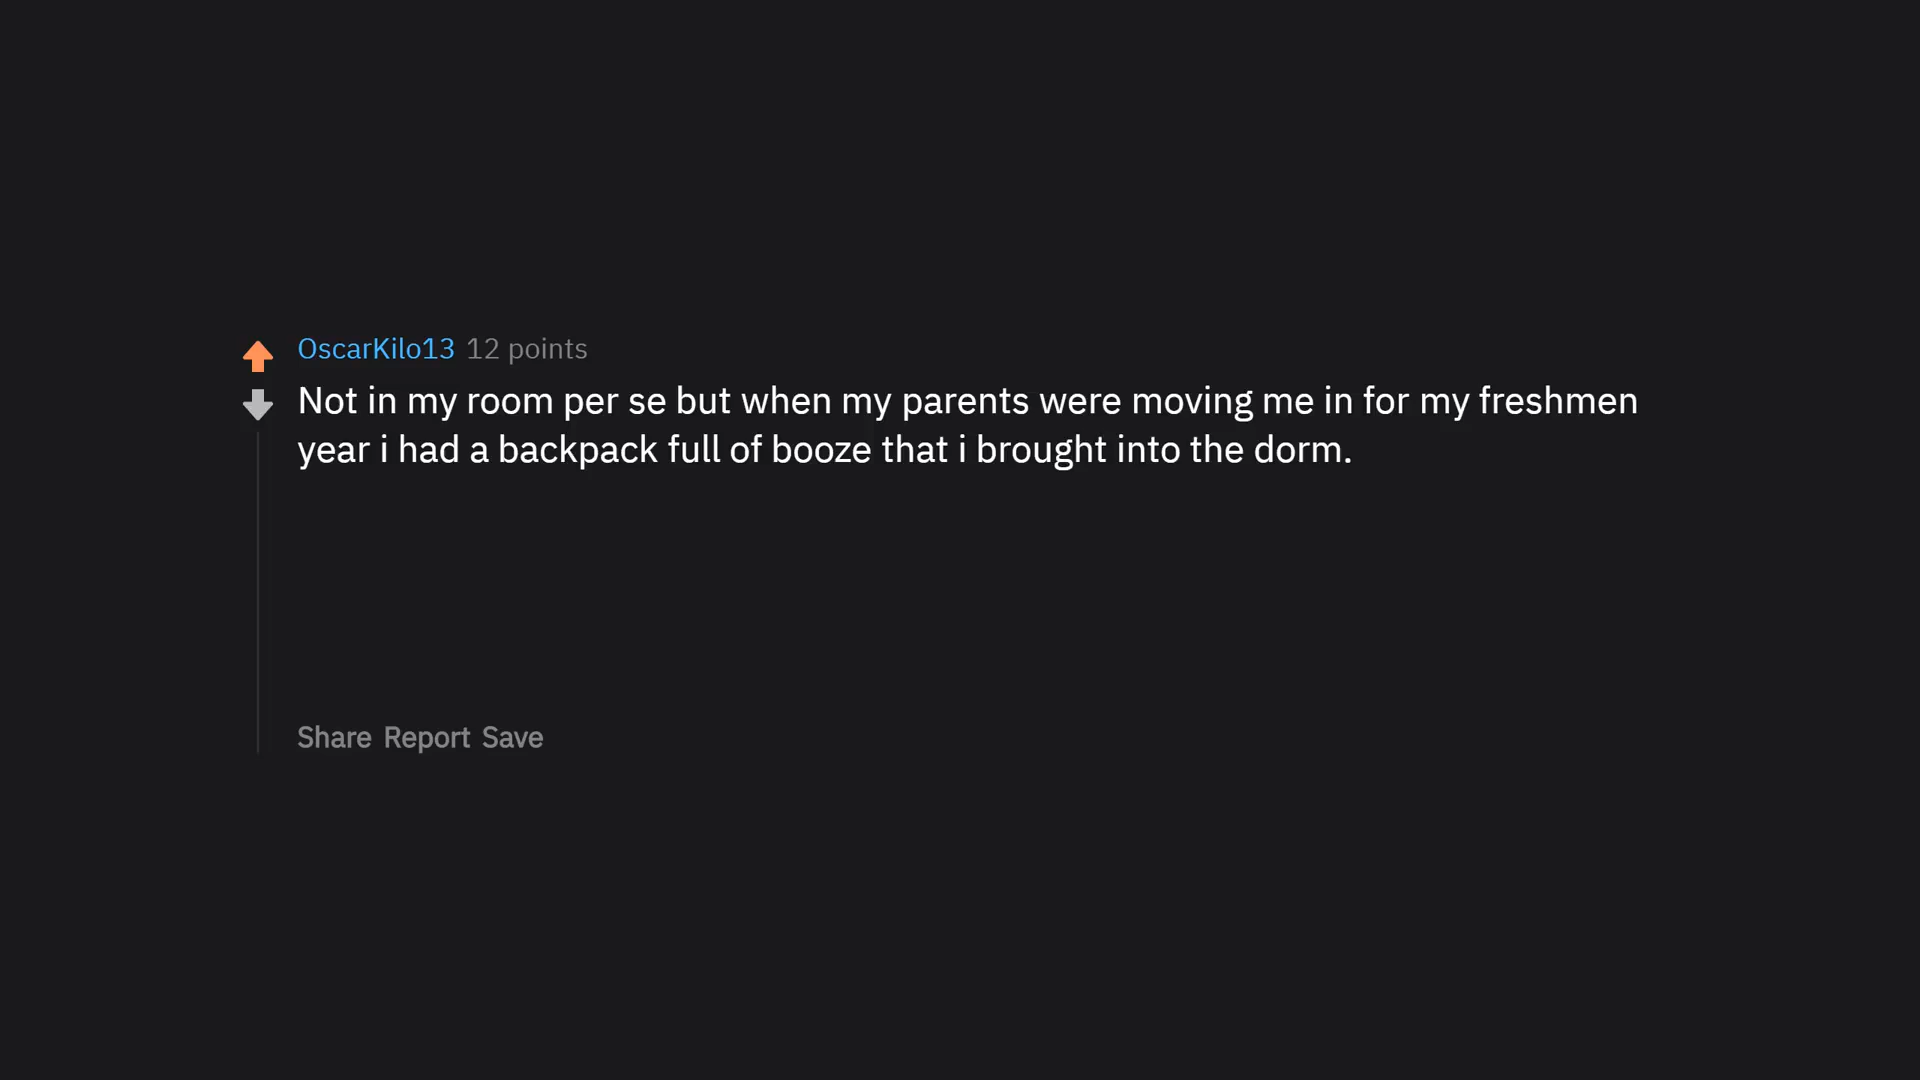 OscarKilo13 12 points
Not in my room per se but when my parents were moving me in for my freshmen
year i had a backpack full of booze that i brought into the dorm.
Share Report Save